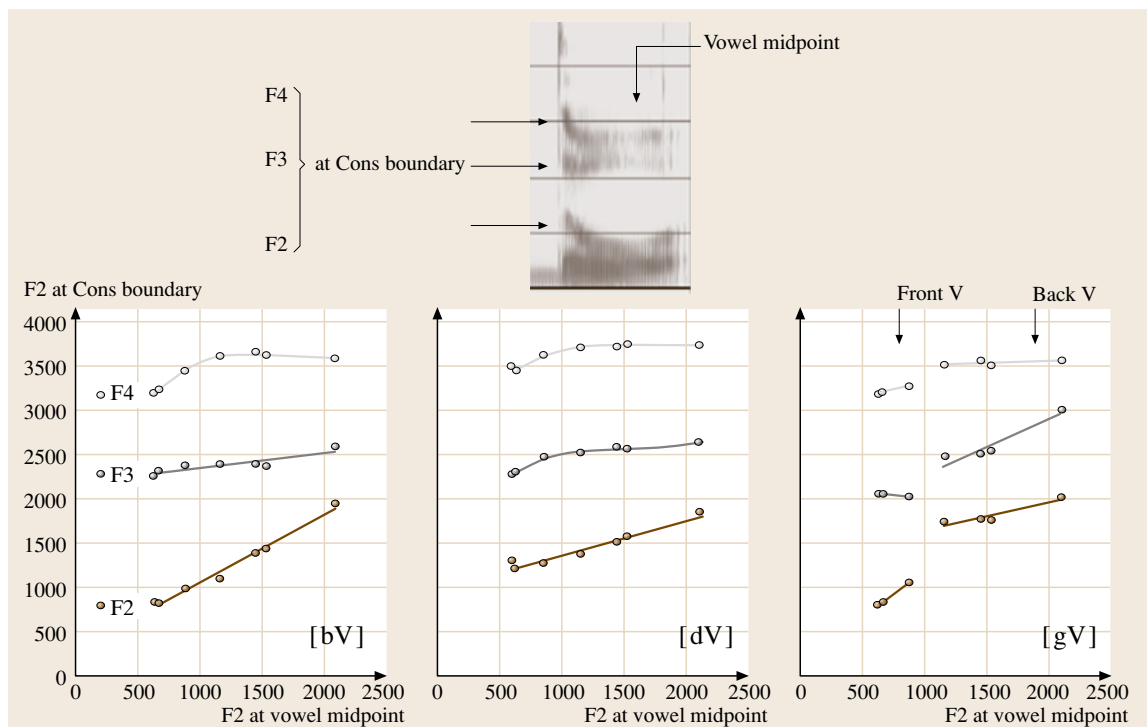 Vowel midpoint
F4
F3
at Cons boundary
F2
F2 at Cons boundary
Front V
Back V
4000
3500
3000
2500
2000
1500
1000
500
0
F4
F3
F2
[bV]
[dV]
[gV]
500 1000 1500 2000 2500
F2 at vowel midpoint
500 1000 1500 2000 2500
F2 at vowel midpoint
500 1000 1500 2000 2500
F2 at vowel midpoint